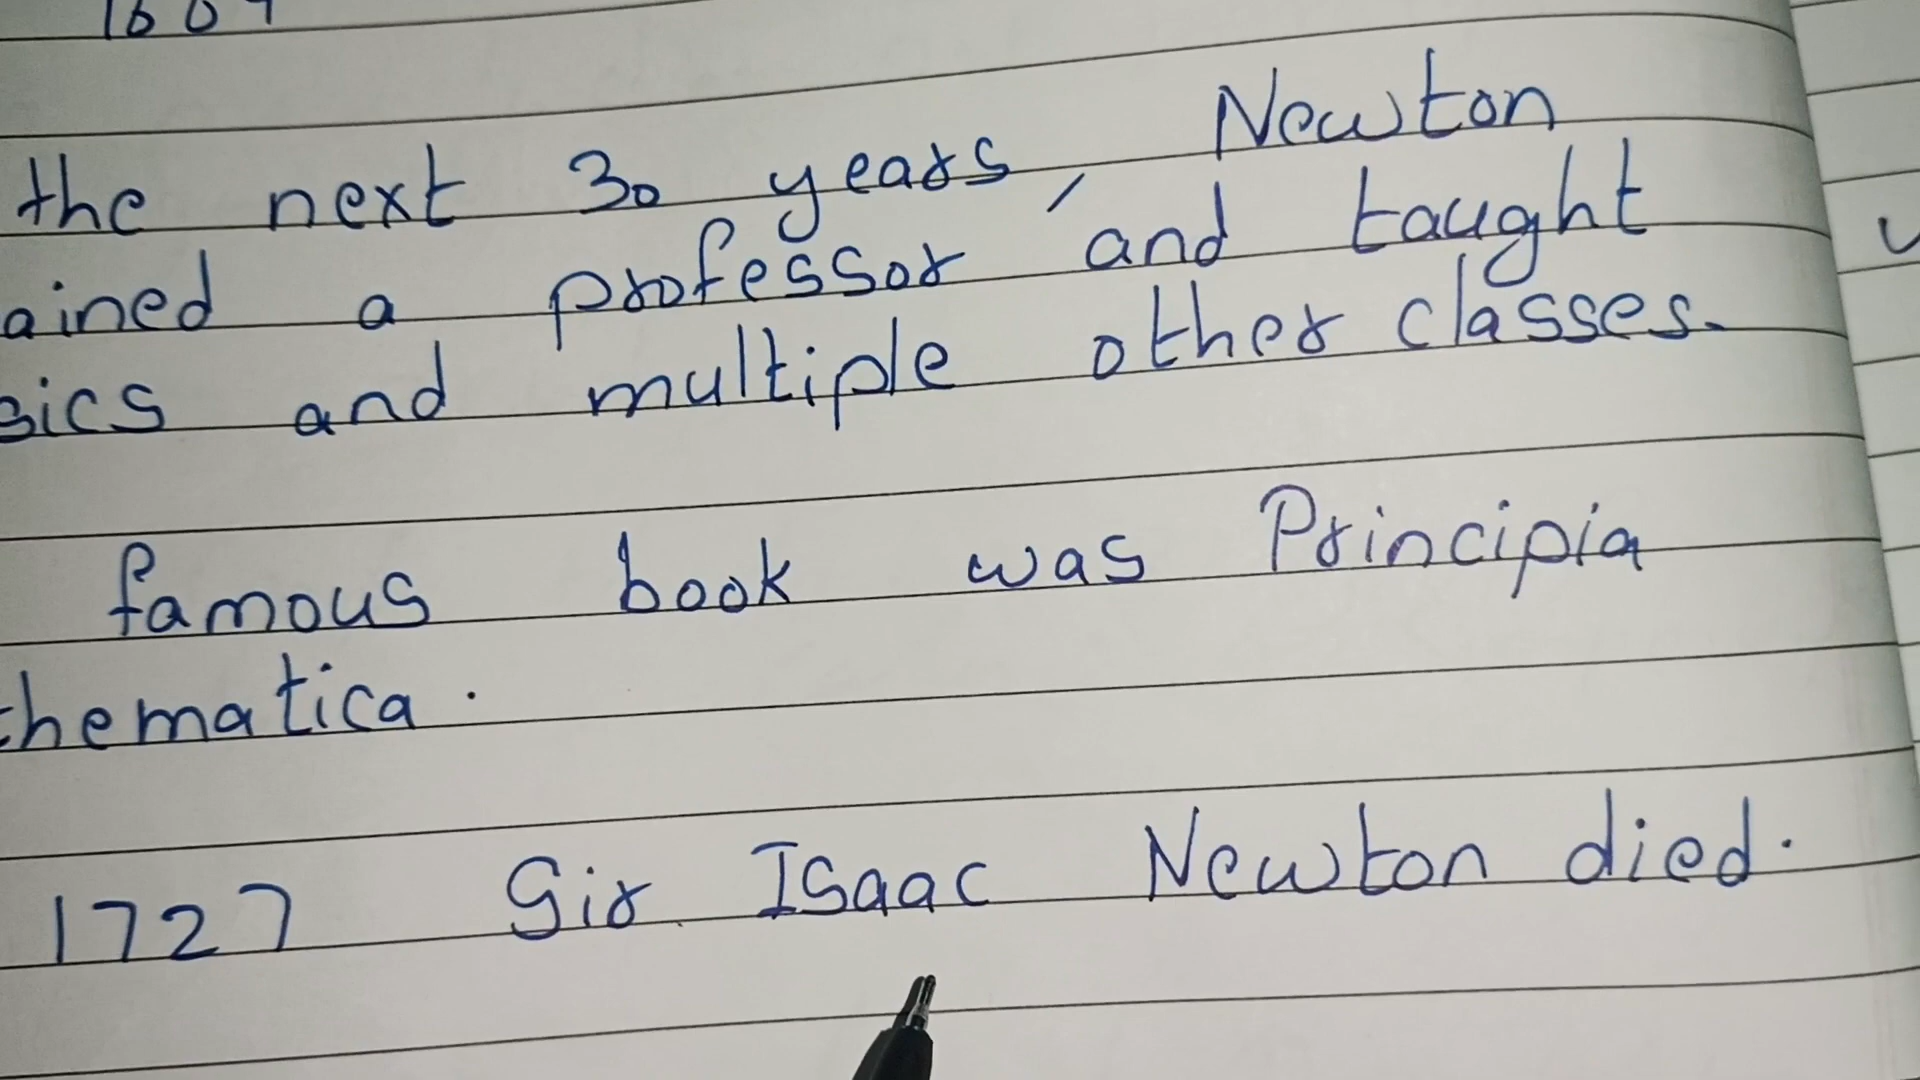 the next 30 years, Newton
ained a professor and taught
sics and multiple other classes.
famous book was Principia
thematica.
1727 Sir Isaac Newton died.